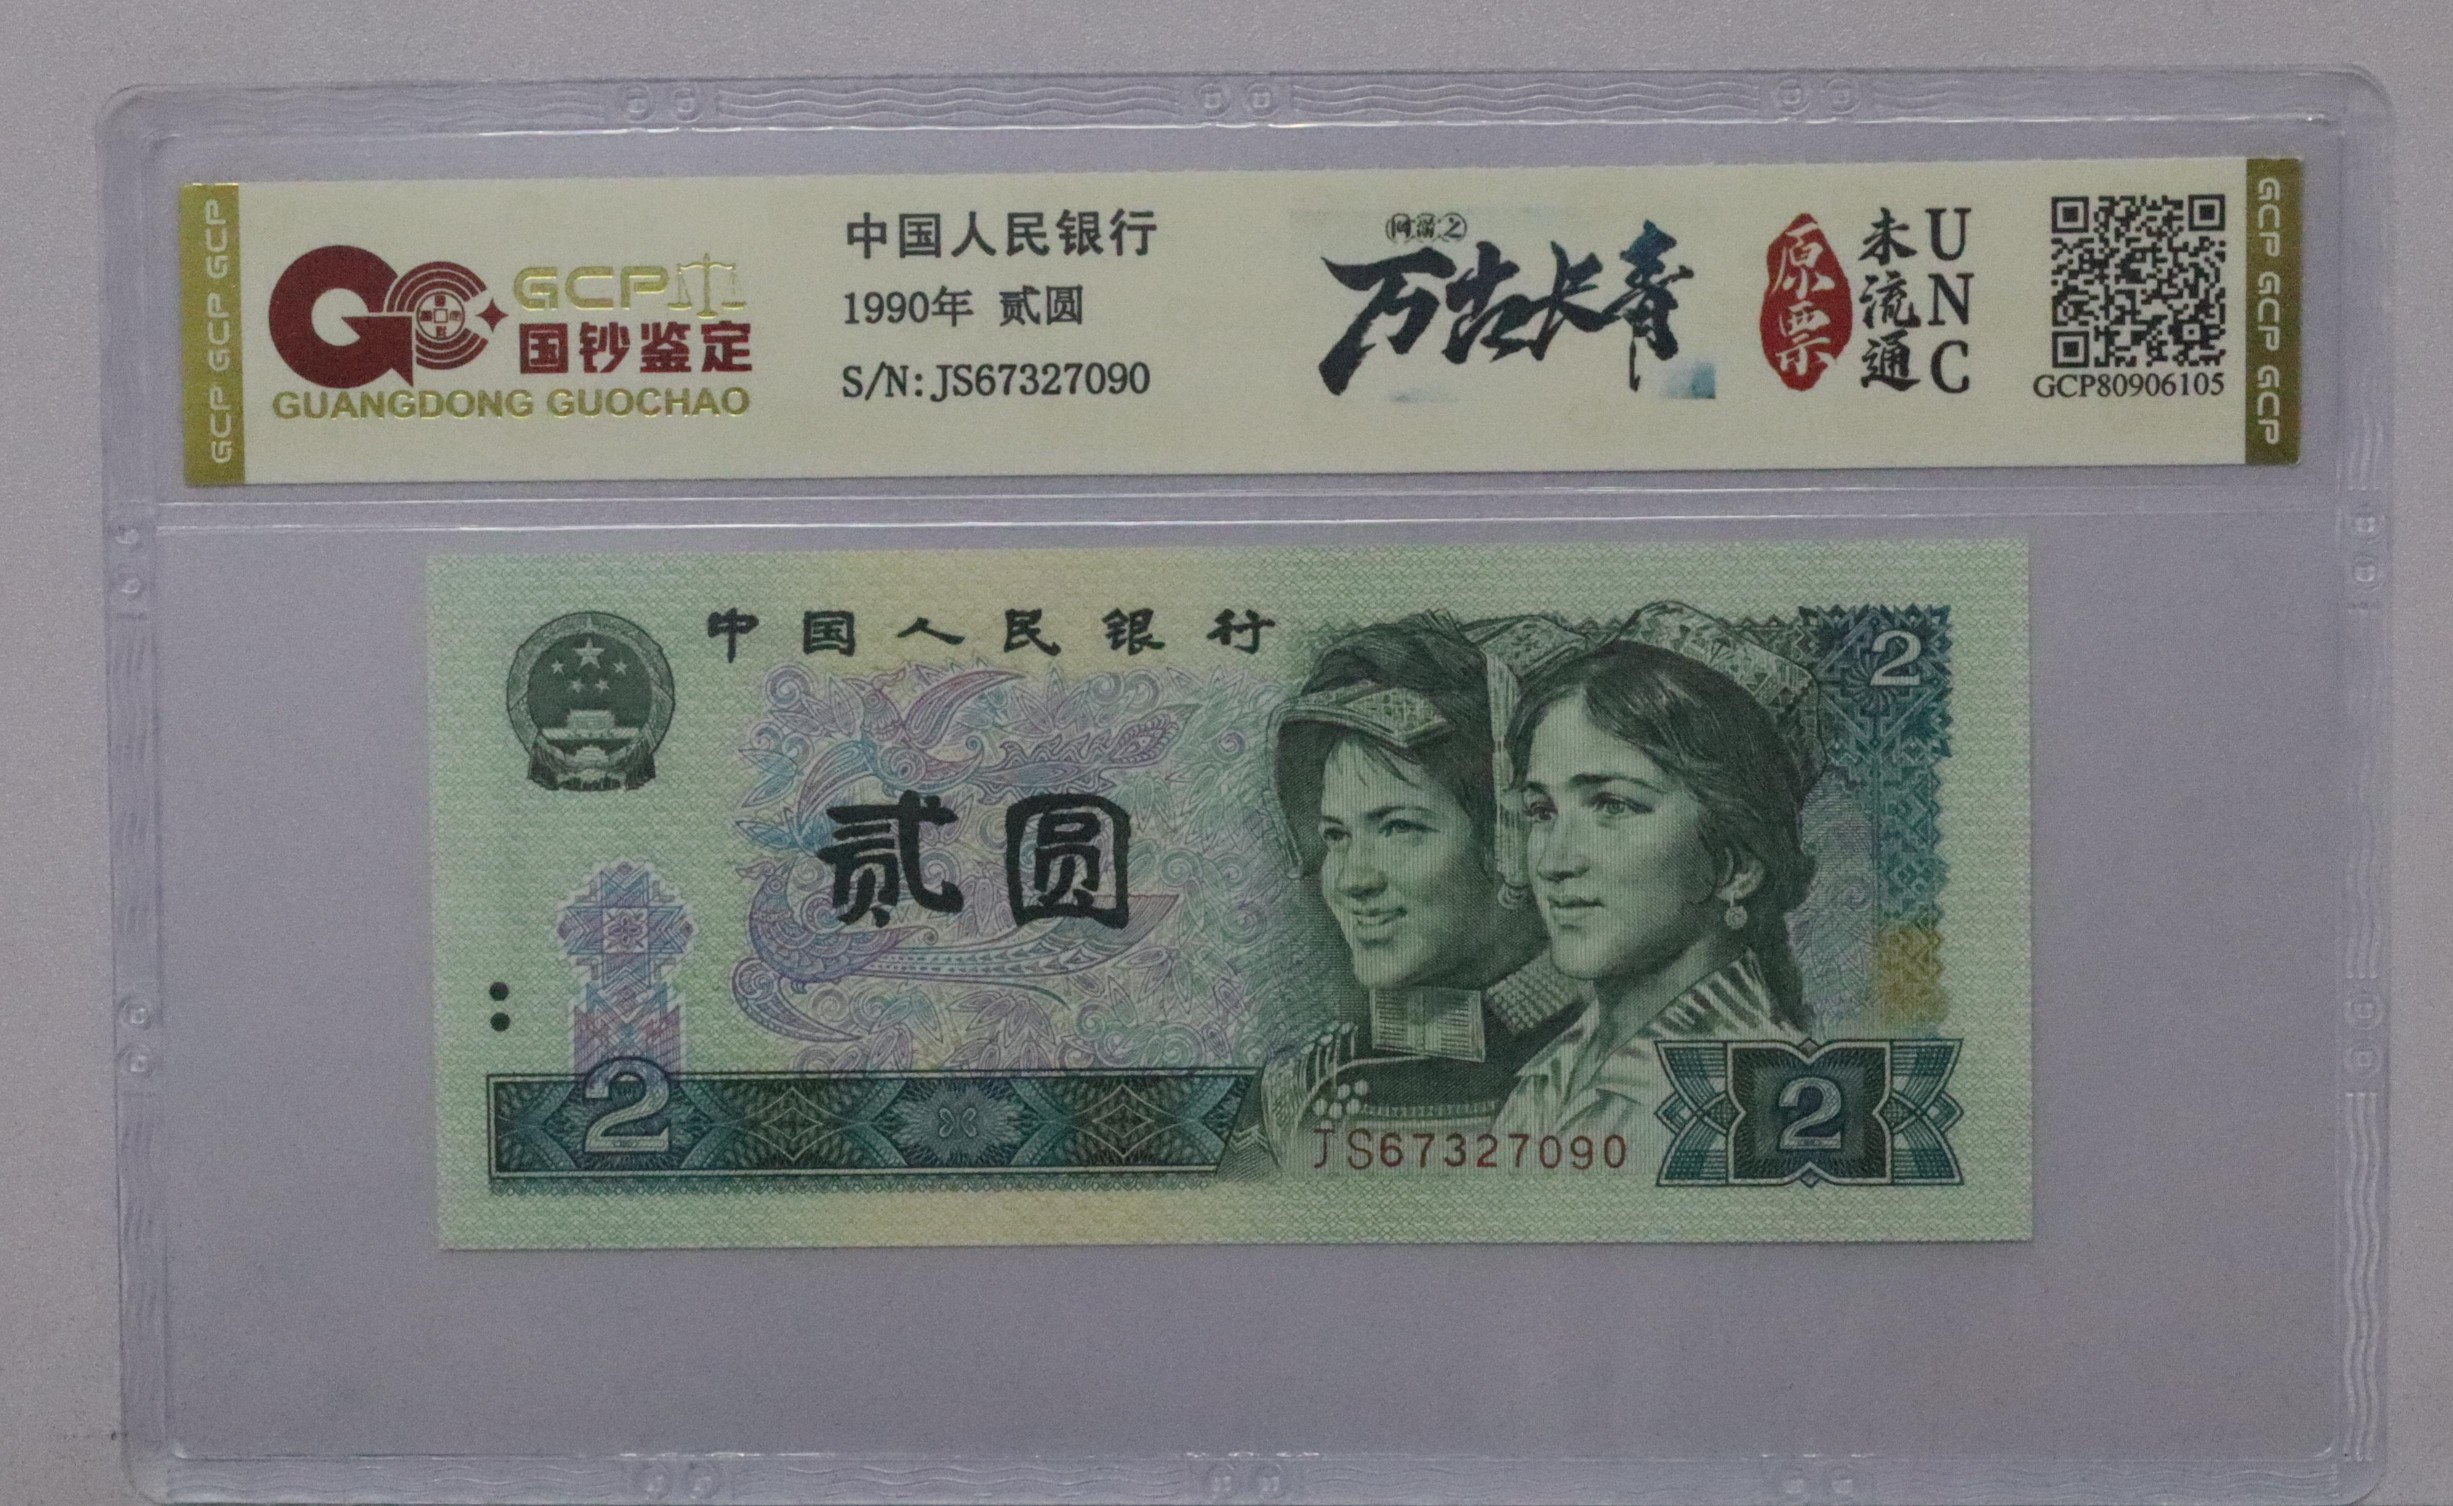 GCP GCP GCP
GCP
国钞鉴定
GUANGDONG GUOCHAO
中国人民银行
1990年 贰圆
S/N: JS67327090
万古长青
原票
未流通
UNC
GCP80906105
GCP GCP GCP
中国人民银行
2
贰圆
2
JS67327090
2